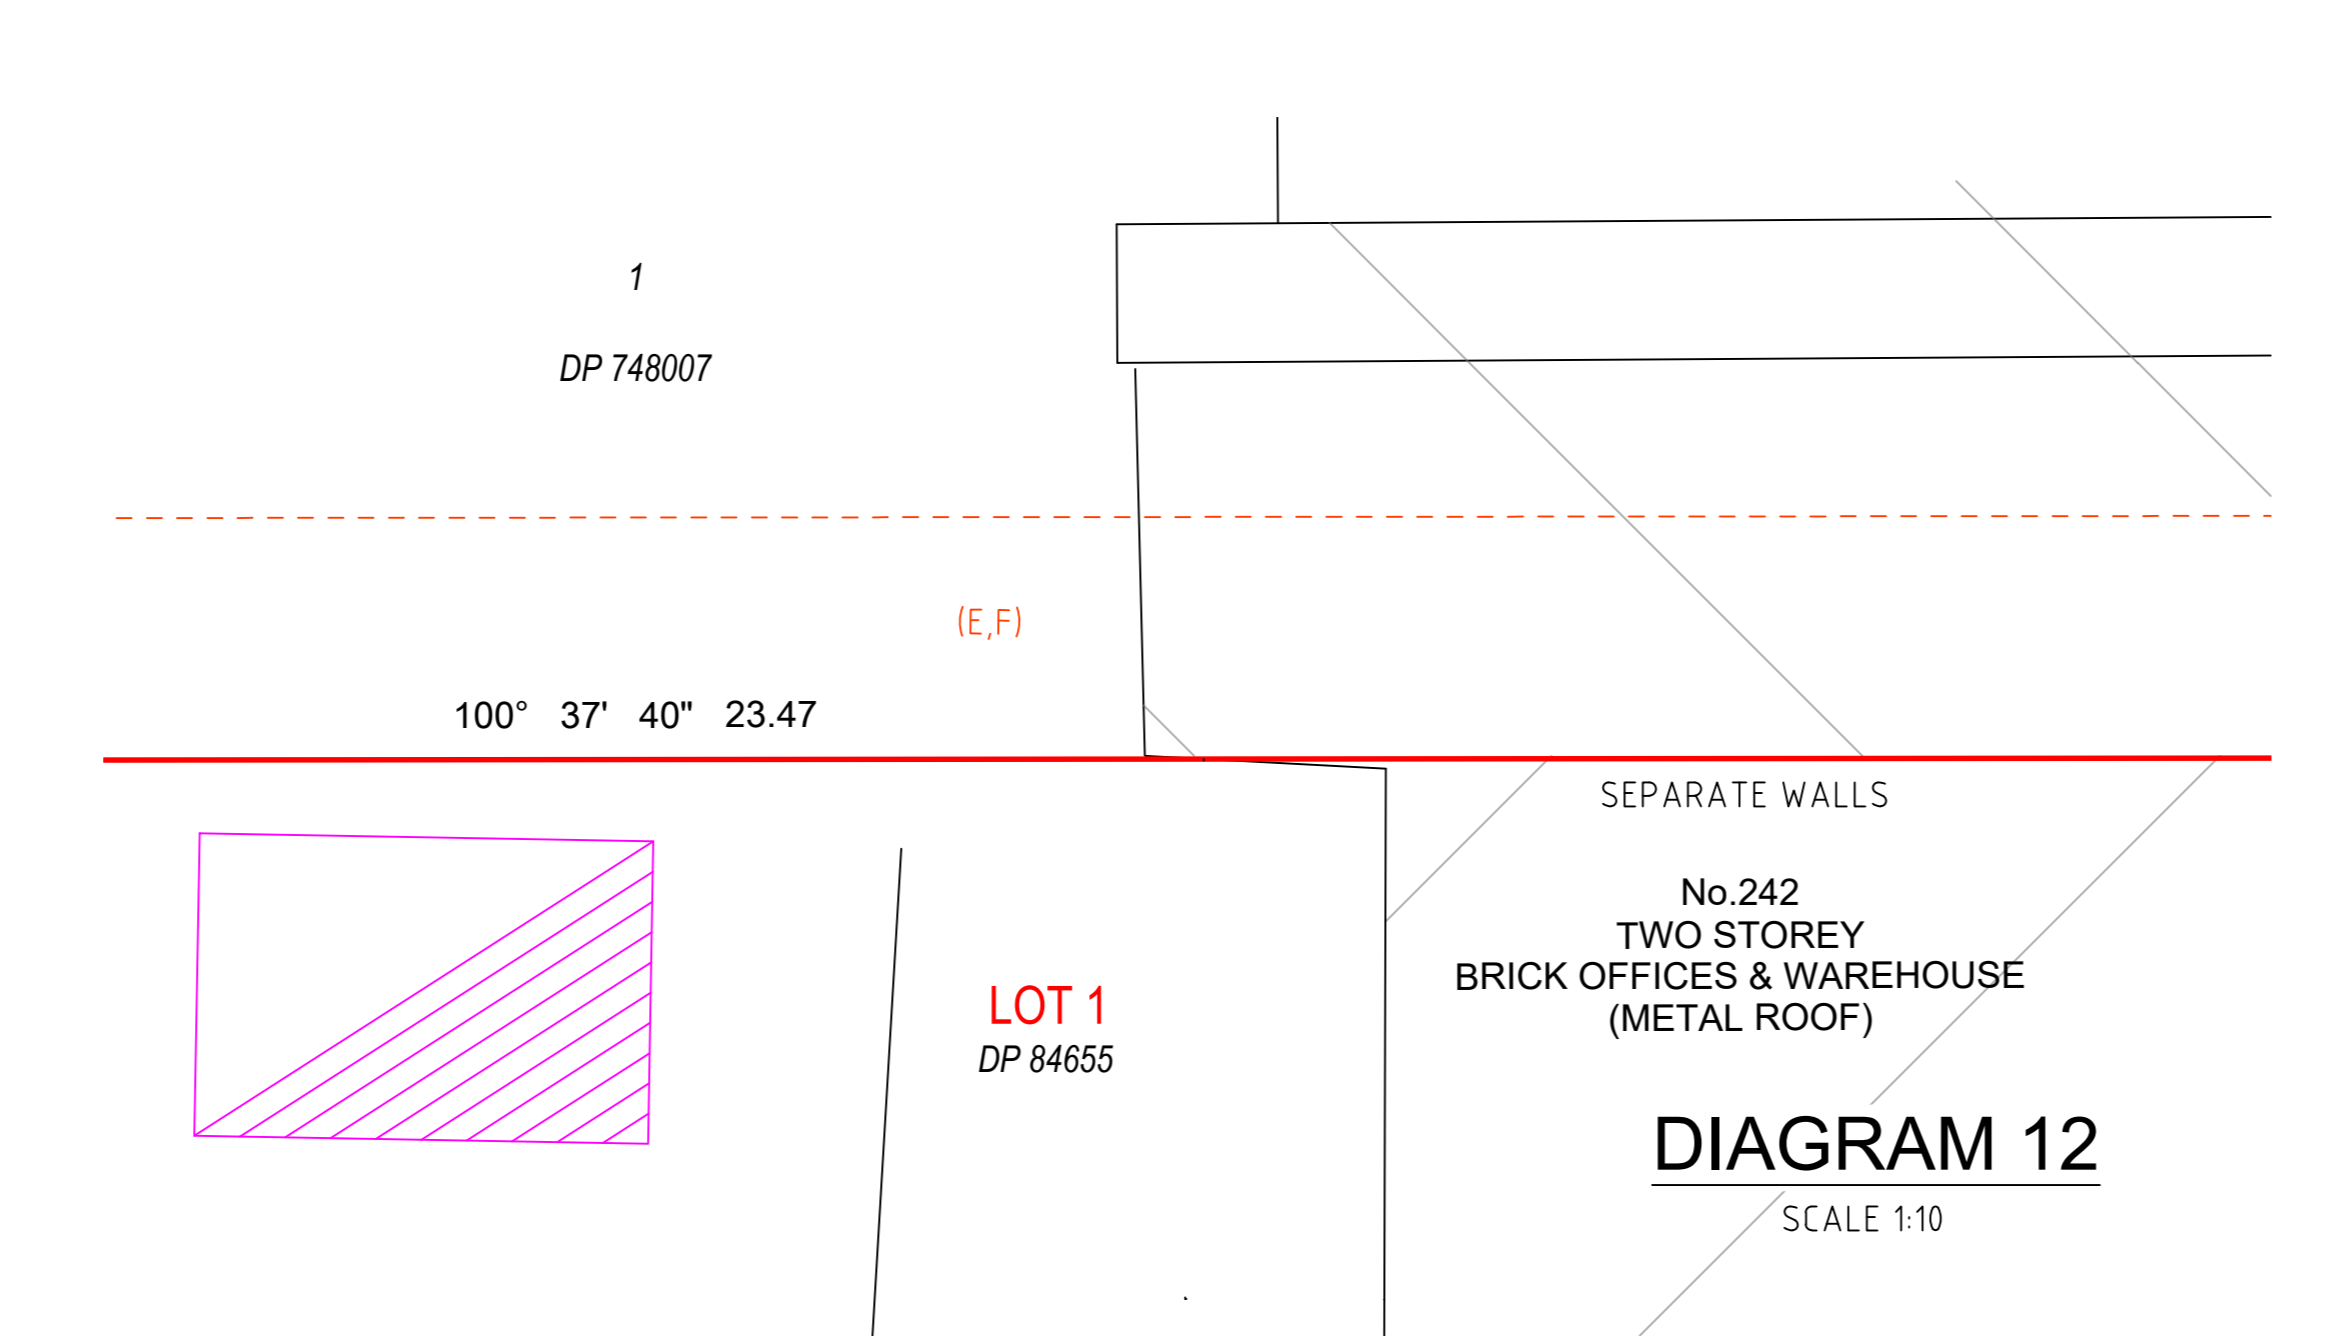 1
DP 748007
(E,F)
100° 37' 40" 23.47
SEPARATE WALLS
No.242
TWO STOREY
BRICK OFFICES & WAREHOUSE
(METAL ROOF)
LOT 1
DP 84655
DIAGRAM 12
SCALE 1:10